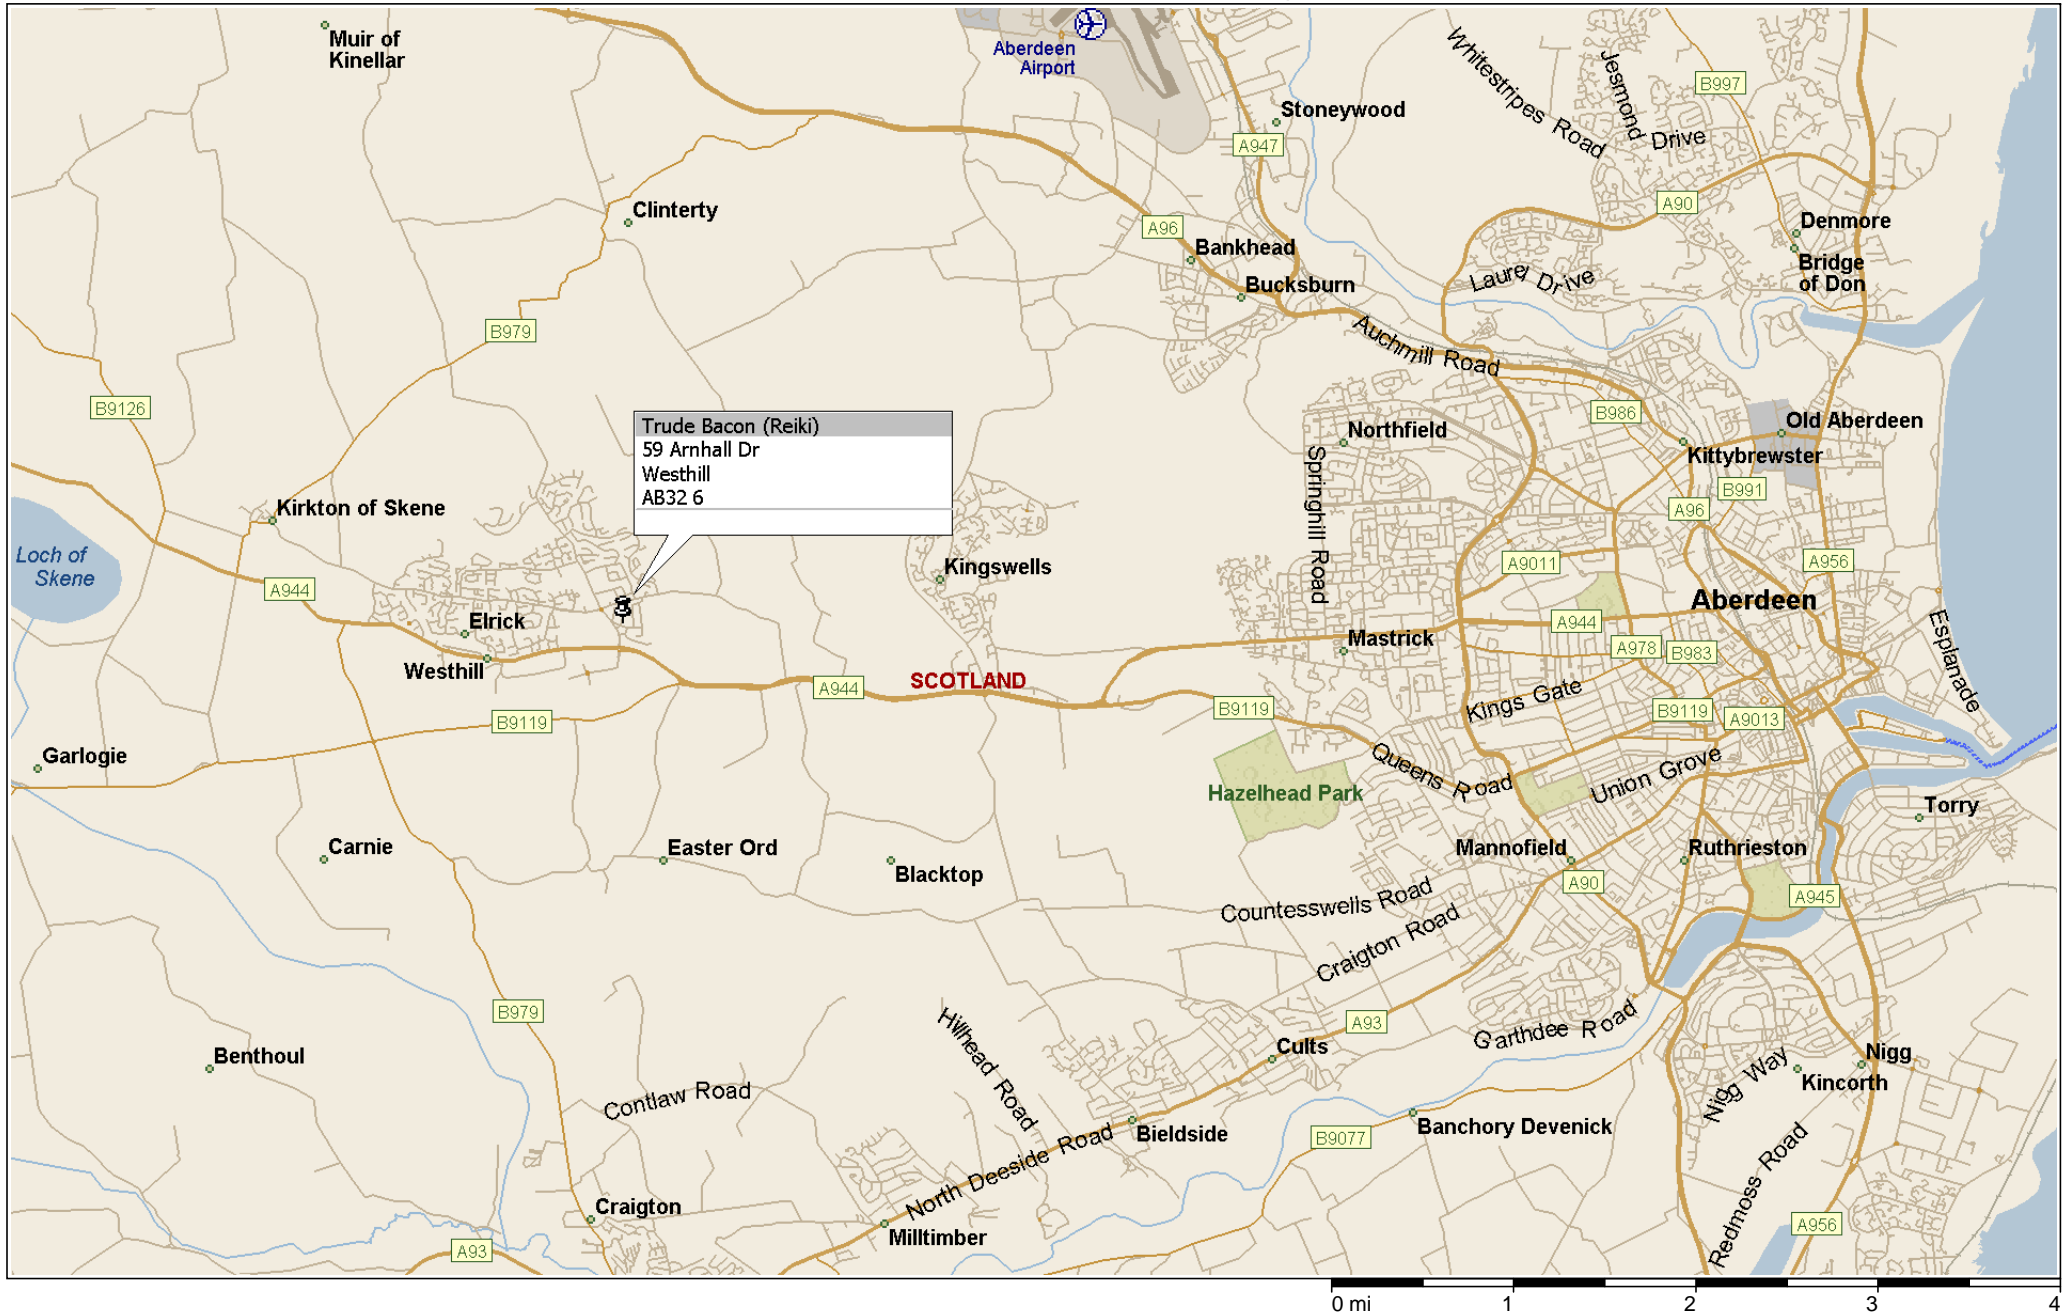 Muir of
Kinellar
Aberdeen
Airport
Stoneywood
A947
Whitestripes Road
Jesmond Drive
B997
A90
Clinterty
A96
Bankhead
Bucksburn
Denmore
Bridge
of Don
Laurel Drive
B979
Auchmill Road
B9126
B986
Old Aberdeen
Trude Bacon (Reiki)
59 Arnhall Dr
Westhill
AB32 6
Northfield
Kittybrewster
Springhill Road
B991
A96
Kirkton of Skene
Loch of
Skene
A944
Kingswells
A9011
A956
Aberdeen
Elrick
Westhill
Mastrick
A944
A978
B983
Esplanade
SCOTLAND
A944
B9119
B9119
Kings Gate
B9119
A9013
Garlogie
Queens Road
Union Grove
Hazelhead Park
Torry
Carnie
Easter Ord
Blacktop
Mannofield
Ruthrieston
A90
A945
Countesswells Road
Craigton Road
B979
Hillhead Road
A93
Garthdee Road
Benthoul
Cults
Nigg
Kincorth
Nigg Way
Contlaw Road
Bieldside
B9077
Banchory Devenick
North Deeside Road
Redmoss Road
Craigton
Milltimber
A93
A956
0 mi 1 2 3 4